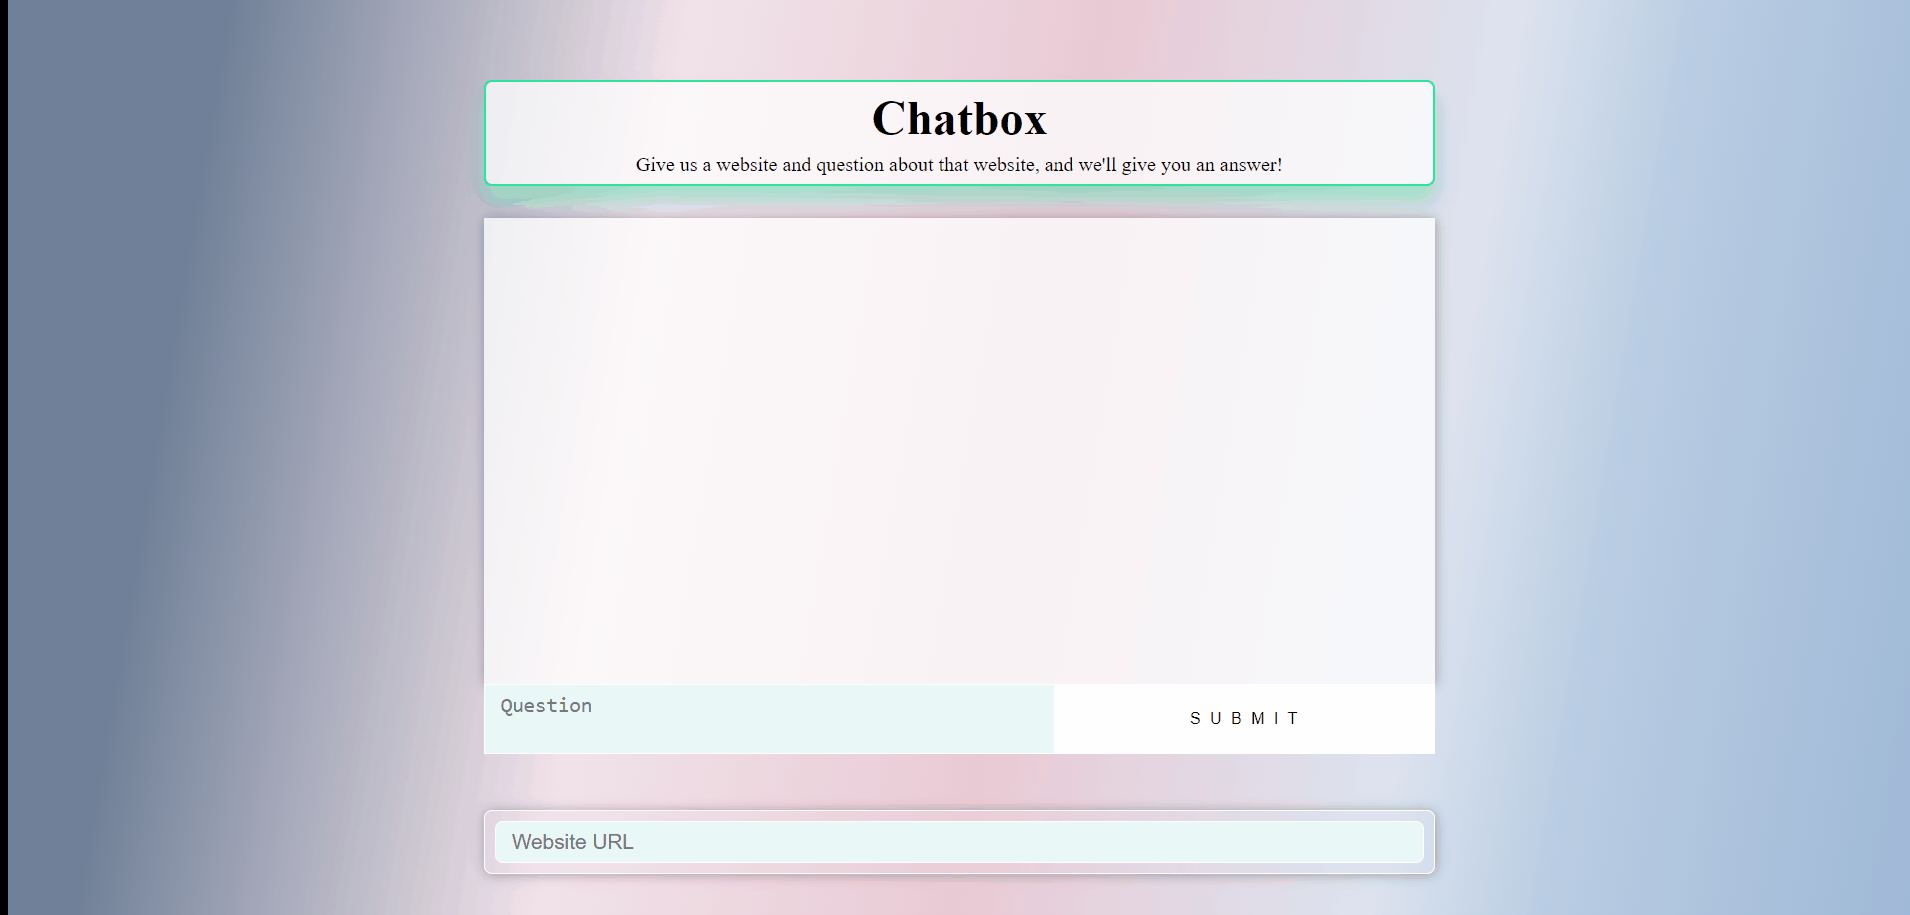 Chatbox
Give us a website and question about that website, and we'll give you an answer!
Question
SUBMIT
Website URL